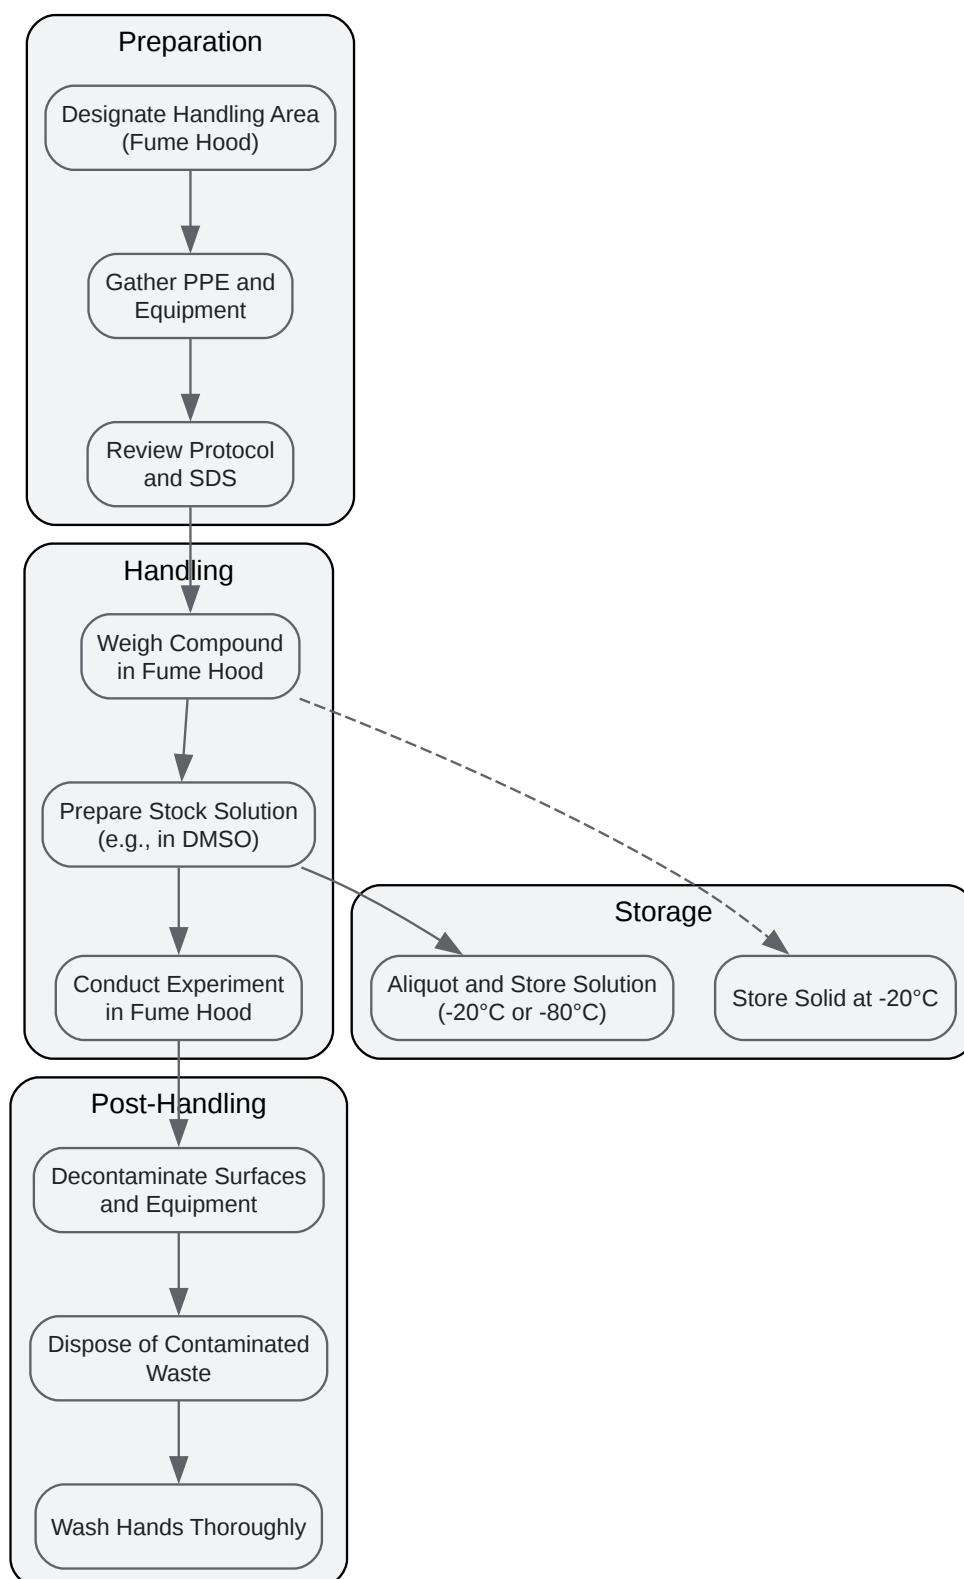 Preparation
Designate Handling Area
(Fume Hood)
Gather PPE and
Equipment
Review Protocol
and SDS
Handling
Weigh Compound
in Fume Hood
Prepare Stock Solution
(e.g., in DMSO)
Conduct Experiment
in Fume Hood
Storage
Aliquot and Store Solution
(-20°C or -80°C)
Store Solid at -20°C
Post-Handling
Decontaminate Surfaces
and Equipment
Dispose of Contaminated
Waste
Wash Hands Thoroughly